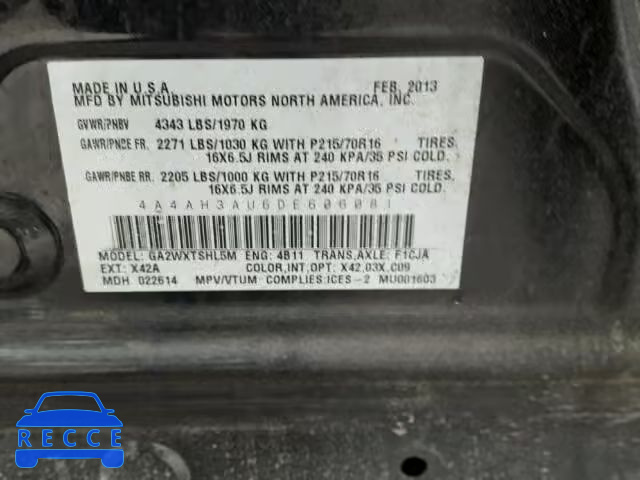 MADE IN U.S.A. FEB, 2013
MFD BY MITSUBISHI MOTORS NORTH AMERICA, INC.
GVWR/PNBV 4343 LBS/1970 KG
GAWR/PNCE FR. 2271 LBS/1030 KG WITH P215/70R16 TIRES,
16X6.5J RIMS AT 240 KPA/35 PSI COLD.
GAWR/PNBE RR. 2205 LBS/1000 KG WITH P215/70R16 TIRES,
16X6.5J RIMS AT 240 KPA/35 PSI COLD.
4A4AH3AU6DE606081
MODEL: GA2WXTSHL5M ENG: 4B11 TRANS,AXLE: F1CJA
EXT: X42A COLOR,INT,OPT: X42,03X,C09
MDH 022614 MPV/VTUM COMPLIES:ICES-2 MU001603
RECCE